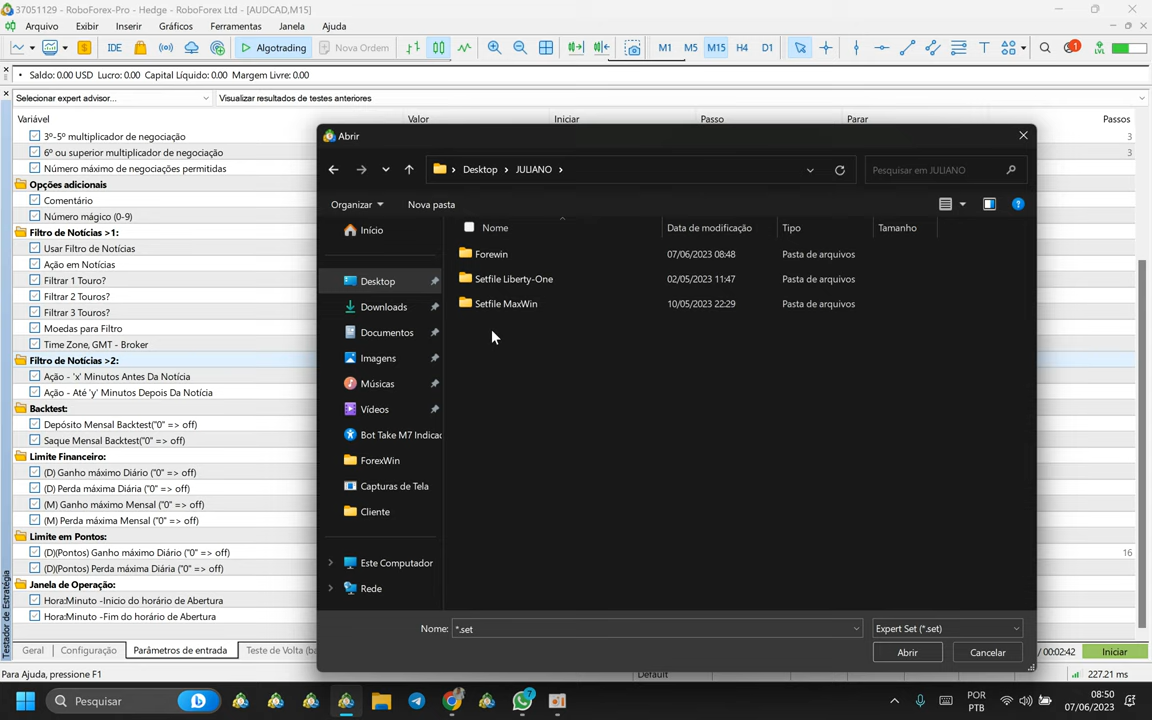 37051129 - RoboForex-Pro - Hedge - RoboForex Ltd - [AUDCAD,M15]
Arquivo Exibir Inserir Gráficos Ferramentas Janela Ajuda
IDE Algotrading Nova Ordem M1 M5 M15 H4 D1 1 LVL
• Saldo: 0.00 USD Lucro: 0.00 Capital Líquido: 0.00 Margem Livre: 0.00
Selecionar expert advisor... Visualizar resultados de testes anteriores
Variável Valor Iniciar Passo Parar Passos
3º-5º multiplicador de negociação 3
6º ou superior multiplicador de negociação 3
Número máximo de negociações permitidas
Opções adicionais
Comentário
Número mágico (0-9)
Filtro de Notícias >1:
Usar Filtro de Notícias
Ação em Notícias
Filtrar 1 Touro?
Filtrar 2 Touros?
Filtrar 3 Touros?
Moedas para Filtro
Time Zone, GMT - Broker
Filtro de Notícias >2:
Ação - 'x' Minutos Antes Da Notícia
Ação - Até 'y' Minutos Depois Da Notícia
Backtest:
Depósito Mensal Backtest("0" => off)
Saque Mensal Backtest("0" => off)
Limite Financeiro:
(D) Ganho máximo Diário ("0" => off)
(D) Perda máxima Diária ("0" => off)
(M) Ganho máximo Mensal ("0" => off)
(M) Perda máxima Mensal ("0" => off)
Limite em Pontos:
(D)(Pontos) Ganho máximo Diário ("0" => off) 16
(D)(Pontos) Perda máxima Diária ("0" => off)
Janela de Operação:
Hora:Minuto -Inicio do horário de Abertura
Hora:Minuto -Fim do horário de Abertura
Testador de Estratégia
Abrir
Desktop JULIANO Pesquisar em JULIANO
Organizar Nova pasta
Nome Data de modificação Tipo Tamanho
Forewin 07/06/2023 08:48 Pasta de arquivos
Setfile Liberty-One 02/05/2023 11:47 Pasta de arquivos
Setfile MaxWin 10/05/2023 22:29 Pasta de arquivos
Início
Desktop
Downloads
Documentos
Imagens
Músicas
Vídeos
Bot Take M7 Indicac
ForexWin
Capturas de Tela
Cliente
Este Computador
Rede
Nome: *.set Expert Set (*.set)
Abrir Cancelar
Geral Configuração Parâmetros de entrada Teste de Volta (ba / 00:02:42 Iniciar
Para Ajuda, pressione F1 Default 227.21 ms
Pesquisar 7 POR PTB 08:50 07/06/2023